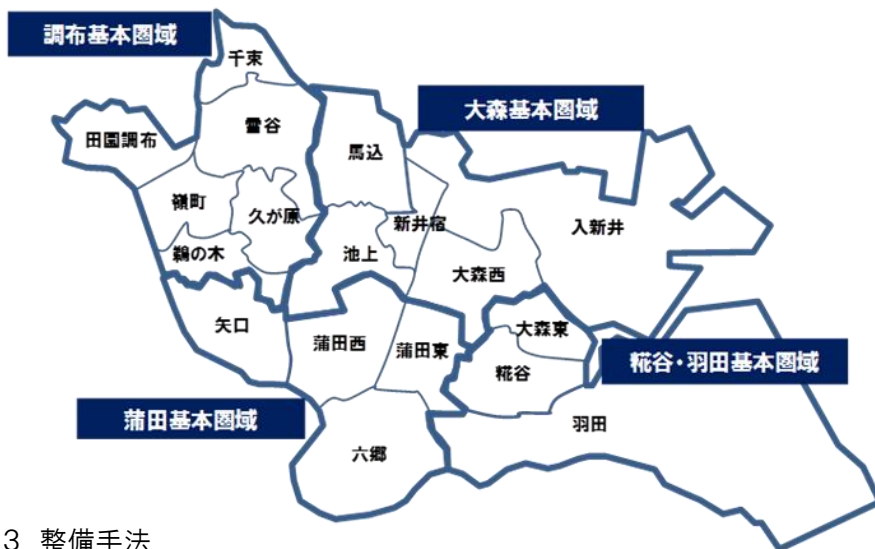 調布基本圏域
千束
大森基本圏域
雪谷
田園調布
馬込
嶺町
久が原
新井宿
入新井
鵜の木
池上
大森西
矢口
大森東
蒲田西
蒲田東
糀谷・羽田基本圏域
糀谷
蒲田基本圏域
羽田
六郷
3 整備手法